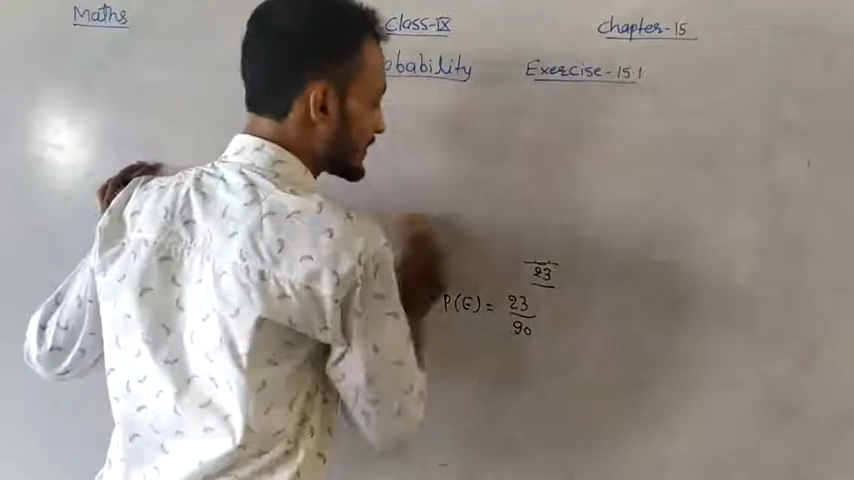 Maths Class-IX Chapter-15
obability Exercise-15.1
23
P(E) = 23/90